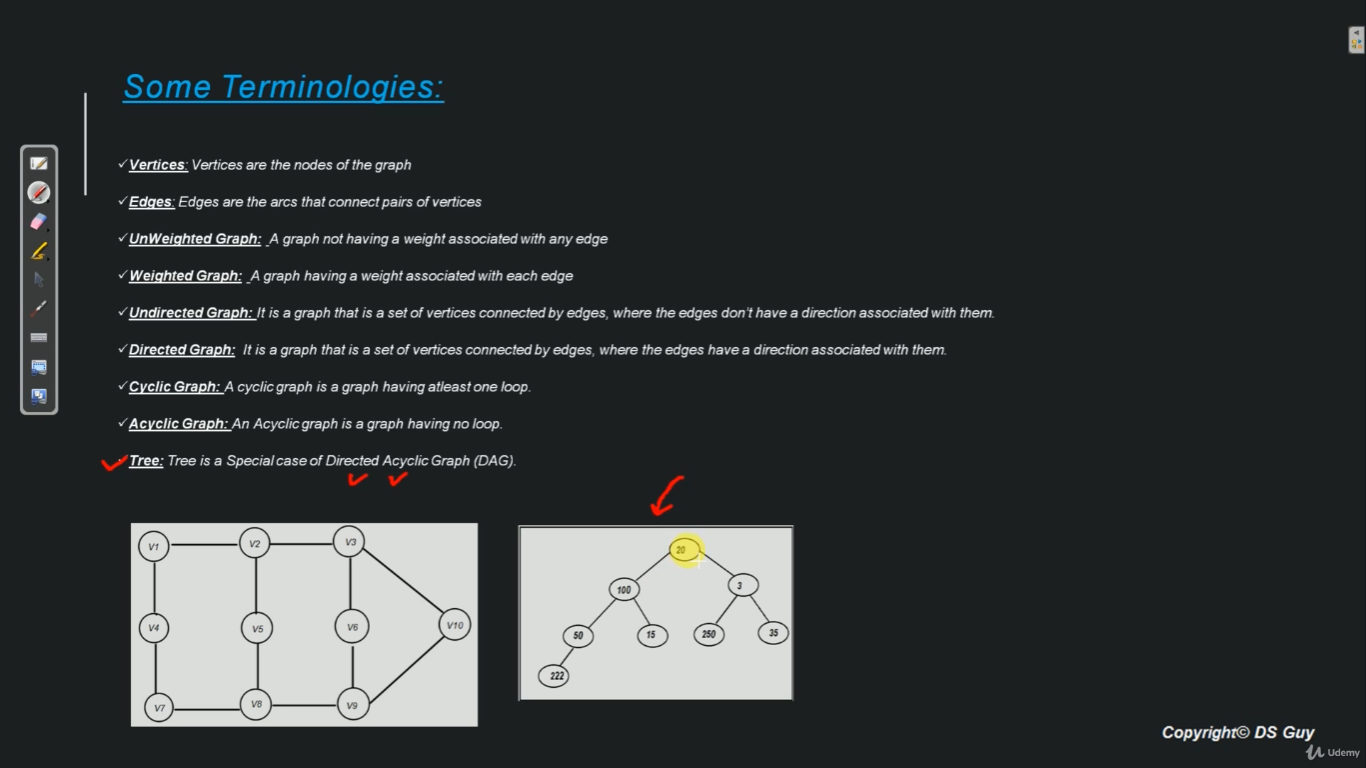 Some Terminologies:
✓Vertices: Vertices are the nodes of the graph
✓Edges: Edges are the arcs that connect pairs of vertices
✓UnWeighted Graph: A graph not having a weight associated with any edge
✓Weighted Graph: A graph having a weight associated with each edge
✓Undirected Graph: It is a graph that is a set of vertices connected by edges, where the edges don't have a direction associated with them.
✓Directed Graph: It is a graph that is a set of vertices connected by edges, where the edges have a direction associated with them.
✓Cyclic Graph: A cyclic graph is a graph having atleast one loop.
✓Acyclic Graph: An Acyclic graph is a graph having no loop.
Tree: Tree is a Special case of Directed Acyclic Graph (DAG).
V1 V2 V3
V4 V5 V6 V10
V7 V8 V9
20
100 3
50 15 250 35
222
Copyright© DS Guy
Udemy